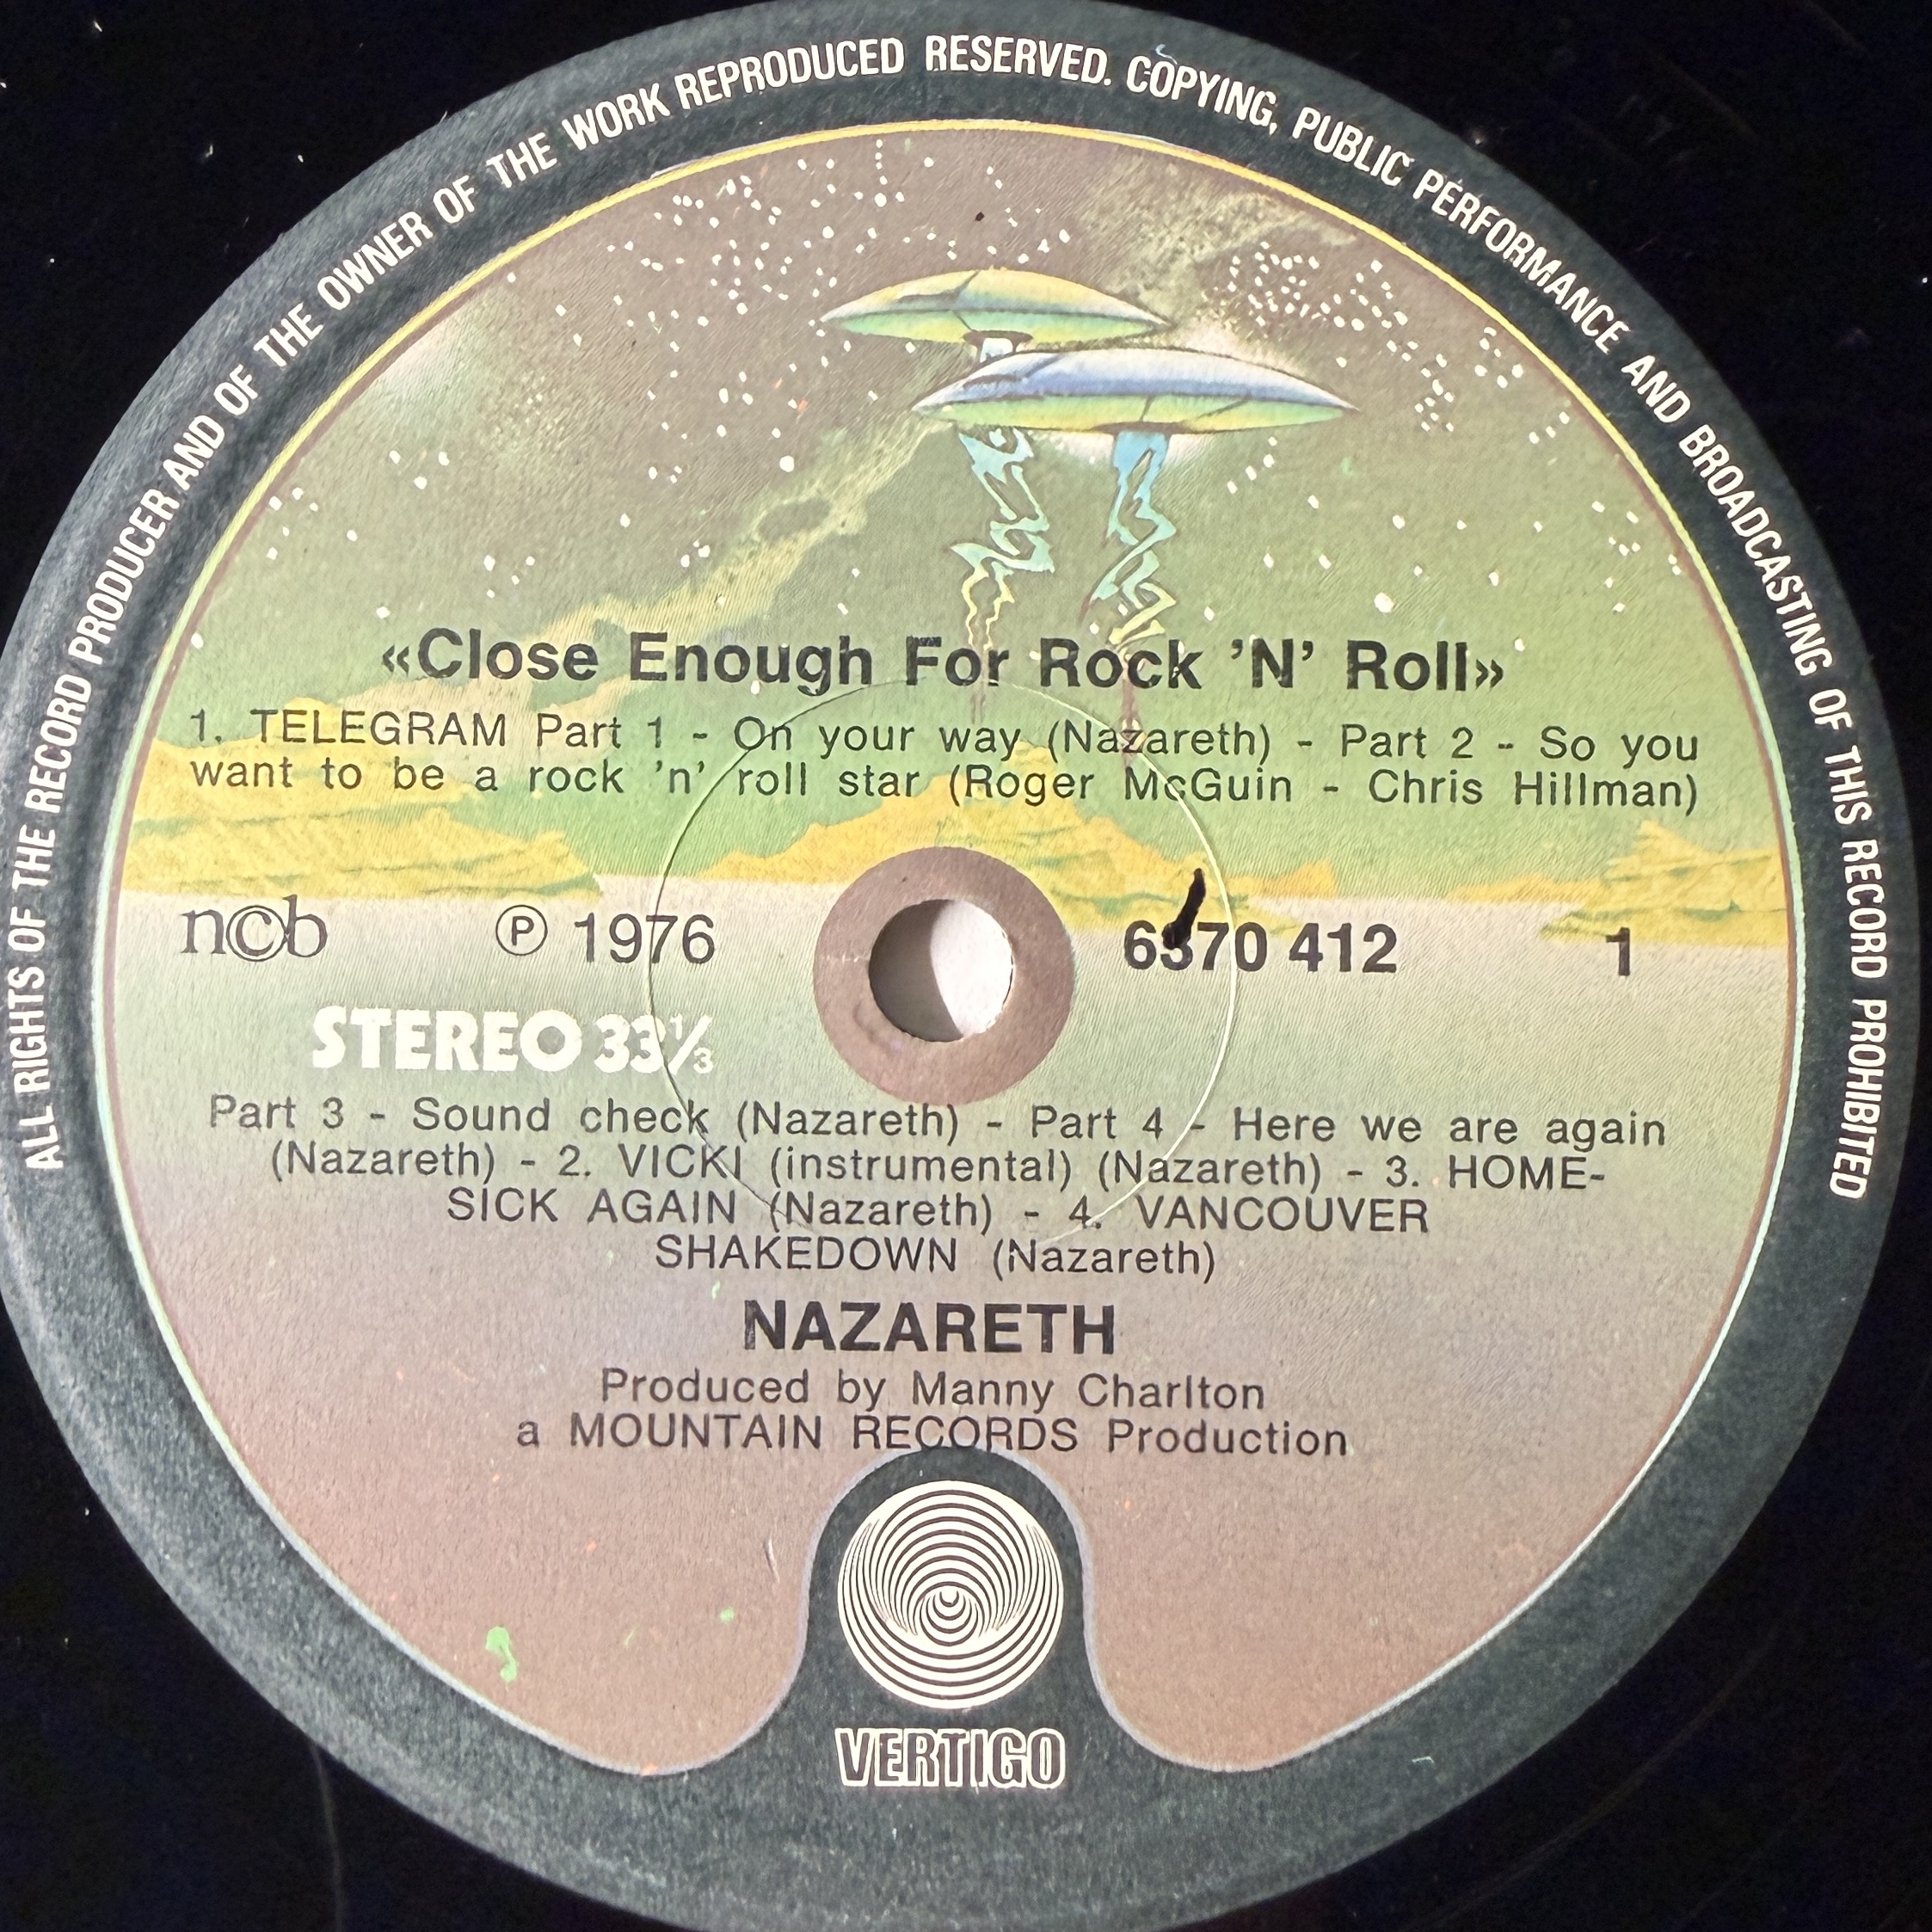 ALL RIGHTS OF THE RECORD PRODUCER AND OF THE OWNER OF THE WORK REPRODUCED RESERVED. COPYING, PUBLIC PERFORMANCE AND BROADCASTING OF THIS RECORD PROHIBITED
«Close Enough For Rock 'N' Roll»
1. TELEGRAM Part 1 - On your way (Nazareth) - Part 2 - So you
want to be a rock 'n' roll star (Roger McGuin - Chris Hillman)
n©b ℗ 1976 6370 412 1
STEREO 33⅓
Part 3 - Sound check (Nazareth) - Part 4 - Here we are again
(Nazareth) - 2. VICKI (instrumental) (Nazareth) - 3. HOME-
SICK AGAIN (Nazareth) - 4. VANCOUVER
SHAKEDOWN (Nazareth)
NAZARETH
Produced by Manny Charlton
a MOUNTAIN RECORDS Production
VERTIGO